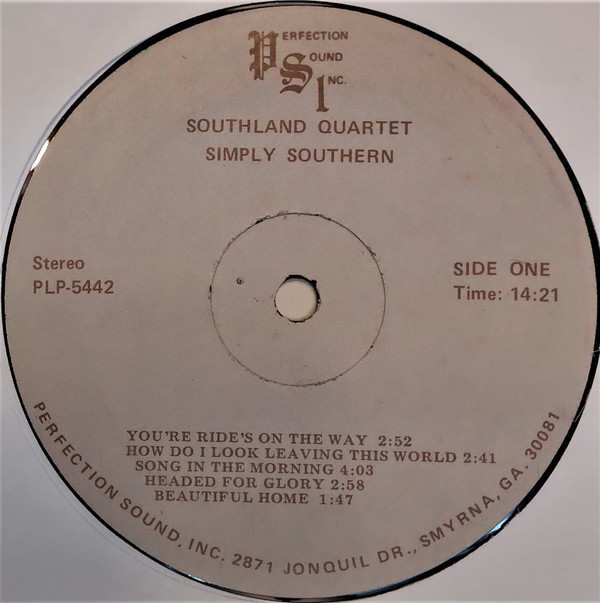 PERFECTION
SOUND
INC.
SOUTHLAND QUARTET
SIMPLY SOUTHERN
Stereo
PLP-5442
SIDE ONE
Time: 14:21
YOU'RE RIDE'S ON THE WAY 2:52
HOW DO I LOOK LEAVING THIS WORLD 2:41
SONG IN THE MORNING 4:03
HEADED FOR GLORY 2:58
BEAUTIFUL HOME 1:47
PERFECTION SOUND, INC. 2871 JONQUIL DR., SMYRNA, GA. 30081